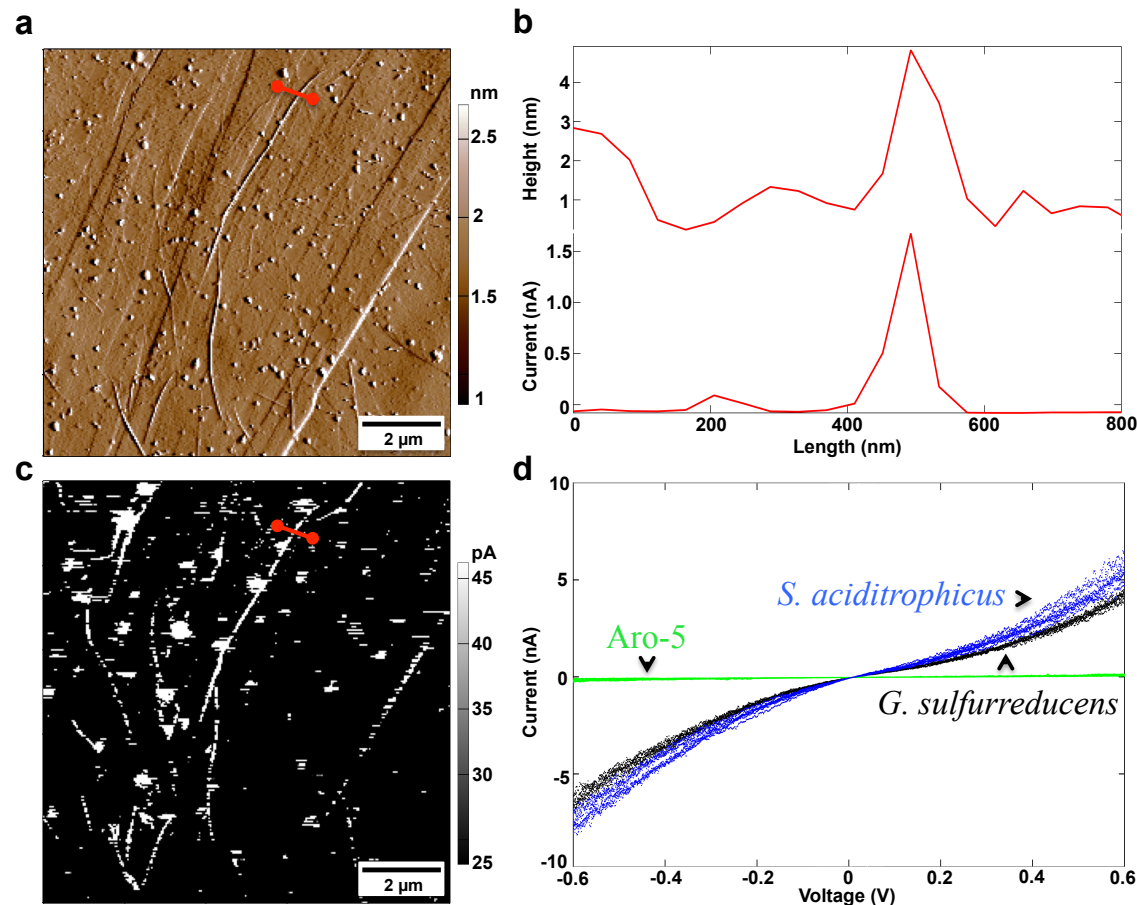 a
nm
2.5
2
1.5
1
2 µm
b
4
3
2
1
Height (nm)
1.5
1.0
0.5
0
Current (nA)
0 200 400 600 800
Length (nm)
c
pA
45
40
35
30
25
2 µm
d
10
5
0
-5
-10
Current (nA)
S. aciditrophicus
Aro-5
G. sulfurreducens
-0.6 -0.4 -0.2 0 0.2 0.4 0.6
Voltage (V)